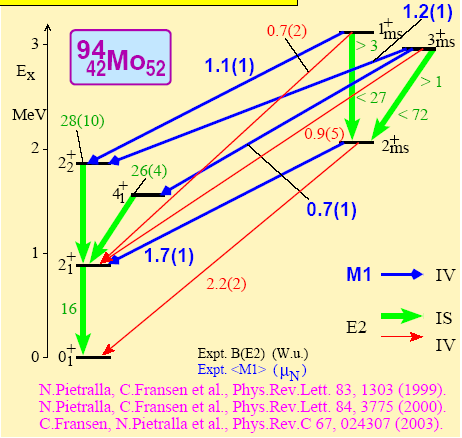 0.7(2)
1.2(1)
1⁺ms
3⁺ms
3
> 3
⁹⁴₄₂Mo₅₂
Eₓ
1.1(1)
> 1
MeV
< 27
< 72
28(10)
2
0.9(5)
2⁺ms
2⁺₂
26(4)
4⁺₁
0.7(1)
1
2⁺₁
1.7(1)
M1
IV
2.2(2)
16
IS
E2
IV
0
0⁺₁
Expt. B(E2) (W.u.)
Expt. <M1> (μN)
N.Pietralla, C.Fransen et al., Phys.Rev.Lett. 83, 1303 (1999).
N.Pietralla, C.Fransen et al., Phys.Rev.Lett. 84, 3775 (2000).
C.Fransen, N.Pietralla et al., Phys.Rev.C 67, 024307 (2003).